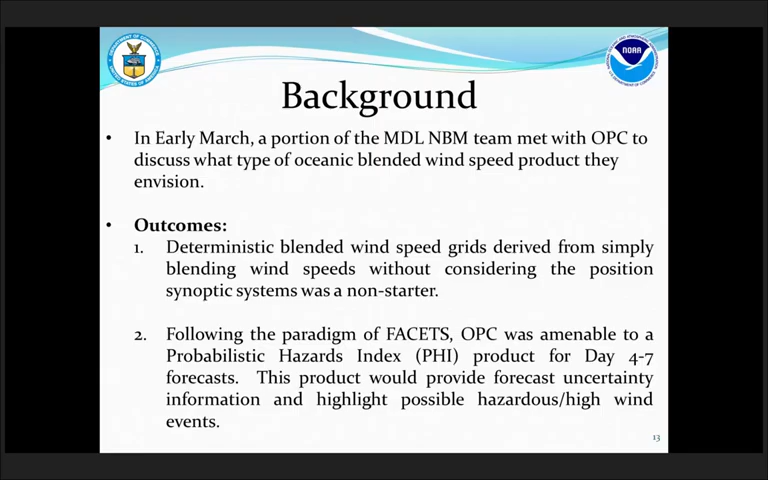 NOAA
Background
• In Early March, a portion of the MDL NBM team met with OPC to
discuss what type of oceanic blended wind speed product they
envision.
• Outcomes:
1. Deterministic blended wind speed grids derived from simply
blending wind speeds without considering the position
synoptic systems was a non-starter.
2. Following the paradigm of FACETS, OPC was amenable to a
Probabilistic Hazards Index (PHI) product for Day 4-7
forecasts. This product would provide forecast uncertainty
information and highlight possible hazardous/high wind
events.
13